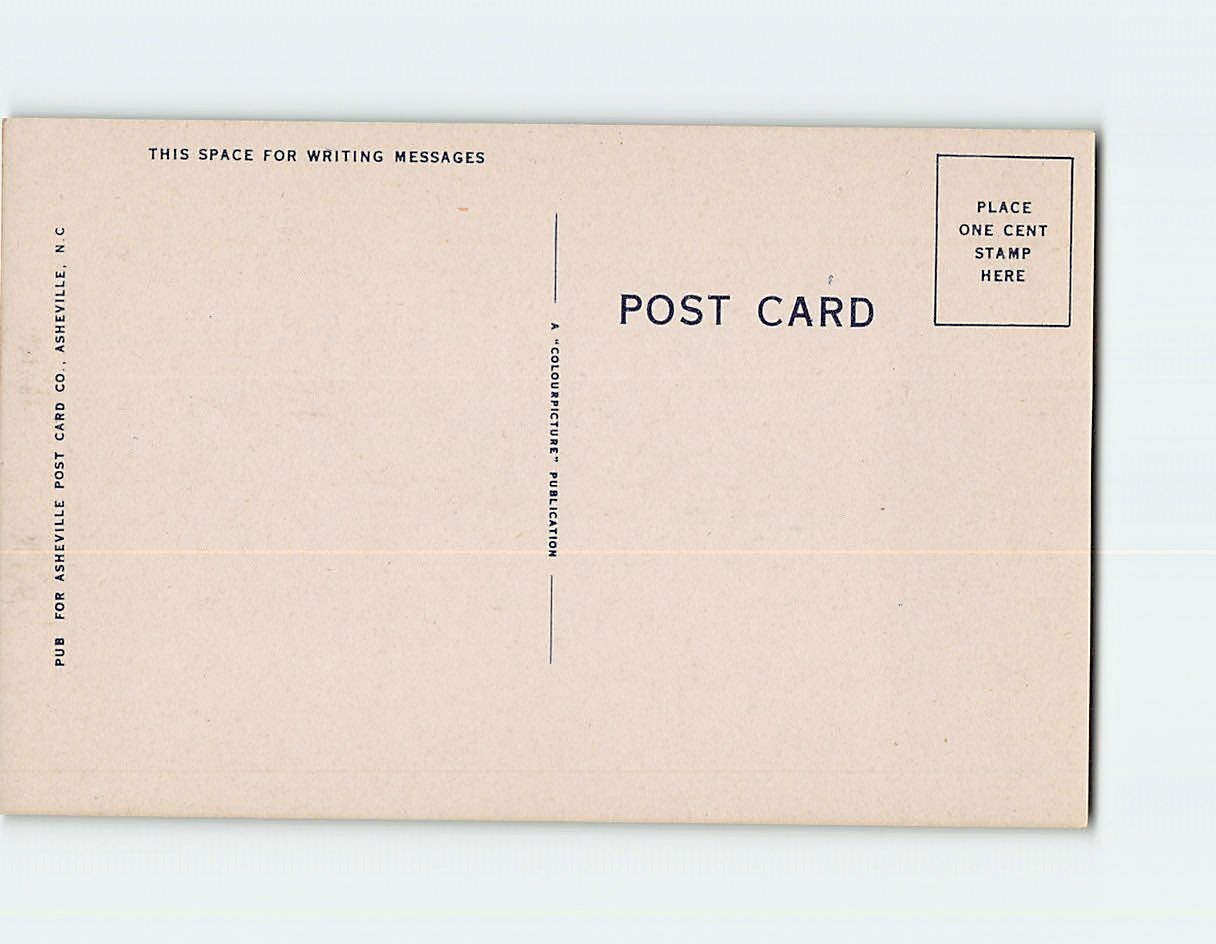 THIS SPACE FOR WRITING MESSAGES
PUB FOR ASHEVILLE POST CARD CO., ASHEVILLE, N.C
A "COLOURPICTURE" PUBLICATION
POST CARD
PLACE
ONE CENT
STAMP
HERE